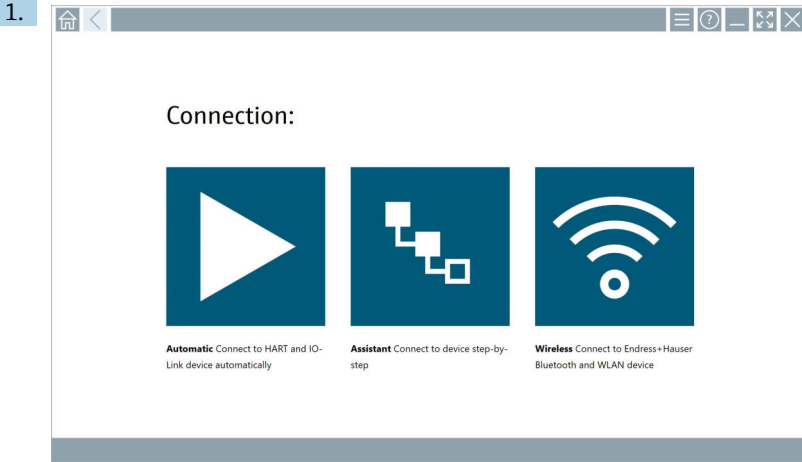 1.
?
Connection:
Automatic Connect to HART and IO-
Link device automatically
Assistant Connect to device step-by-
step
Wireless Connect to Endress+Hauser
Bluetooth and WLAN device